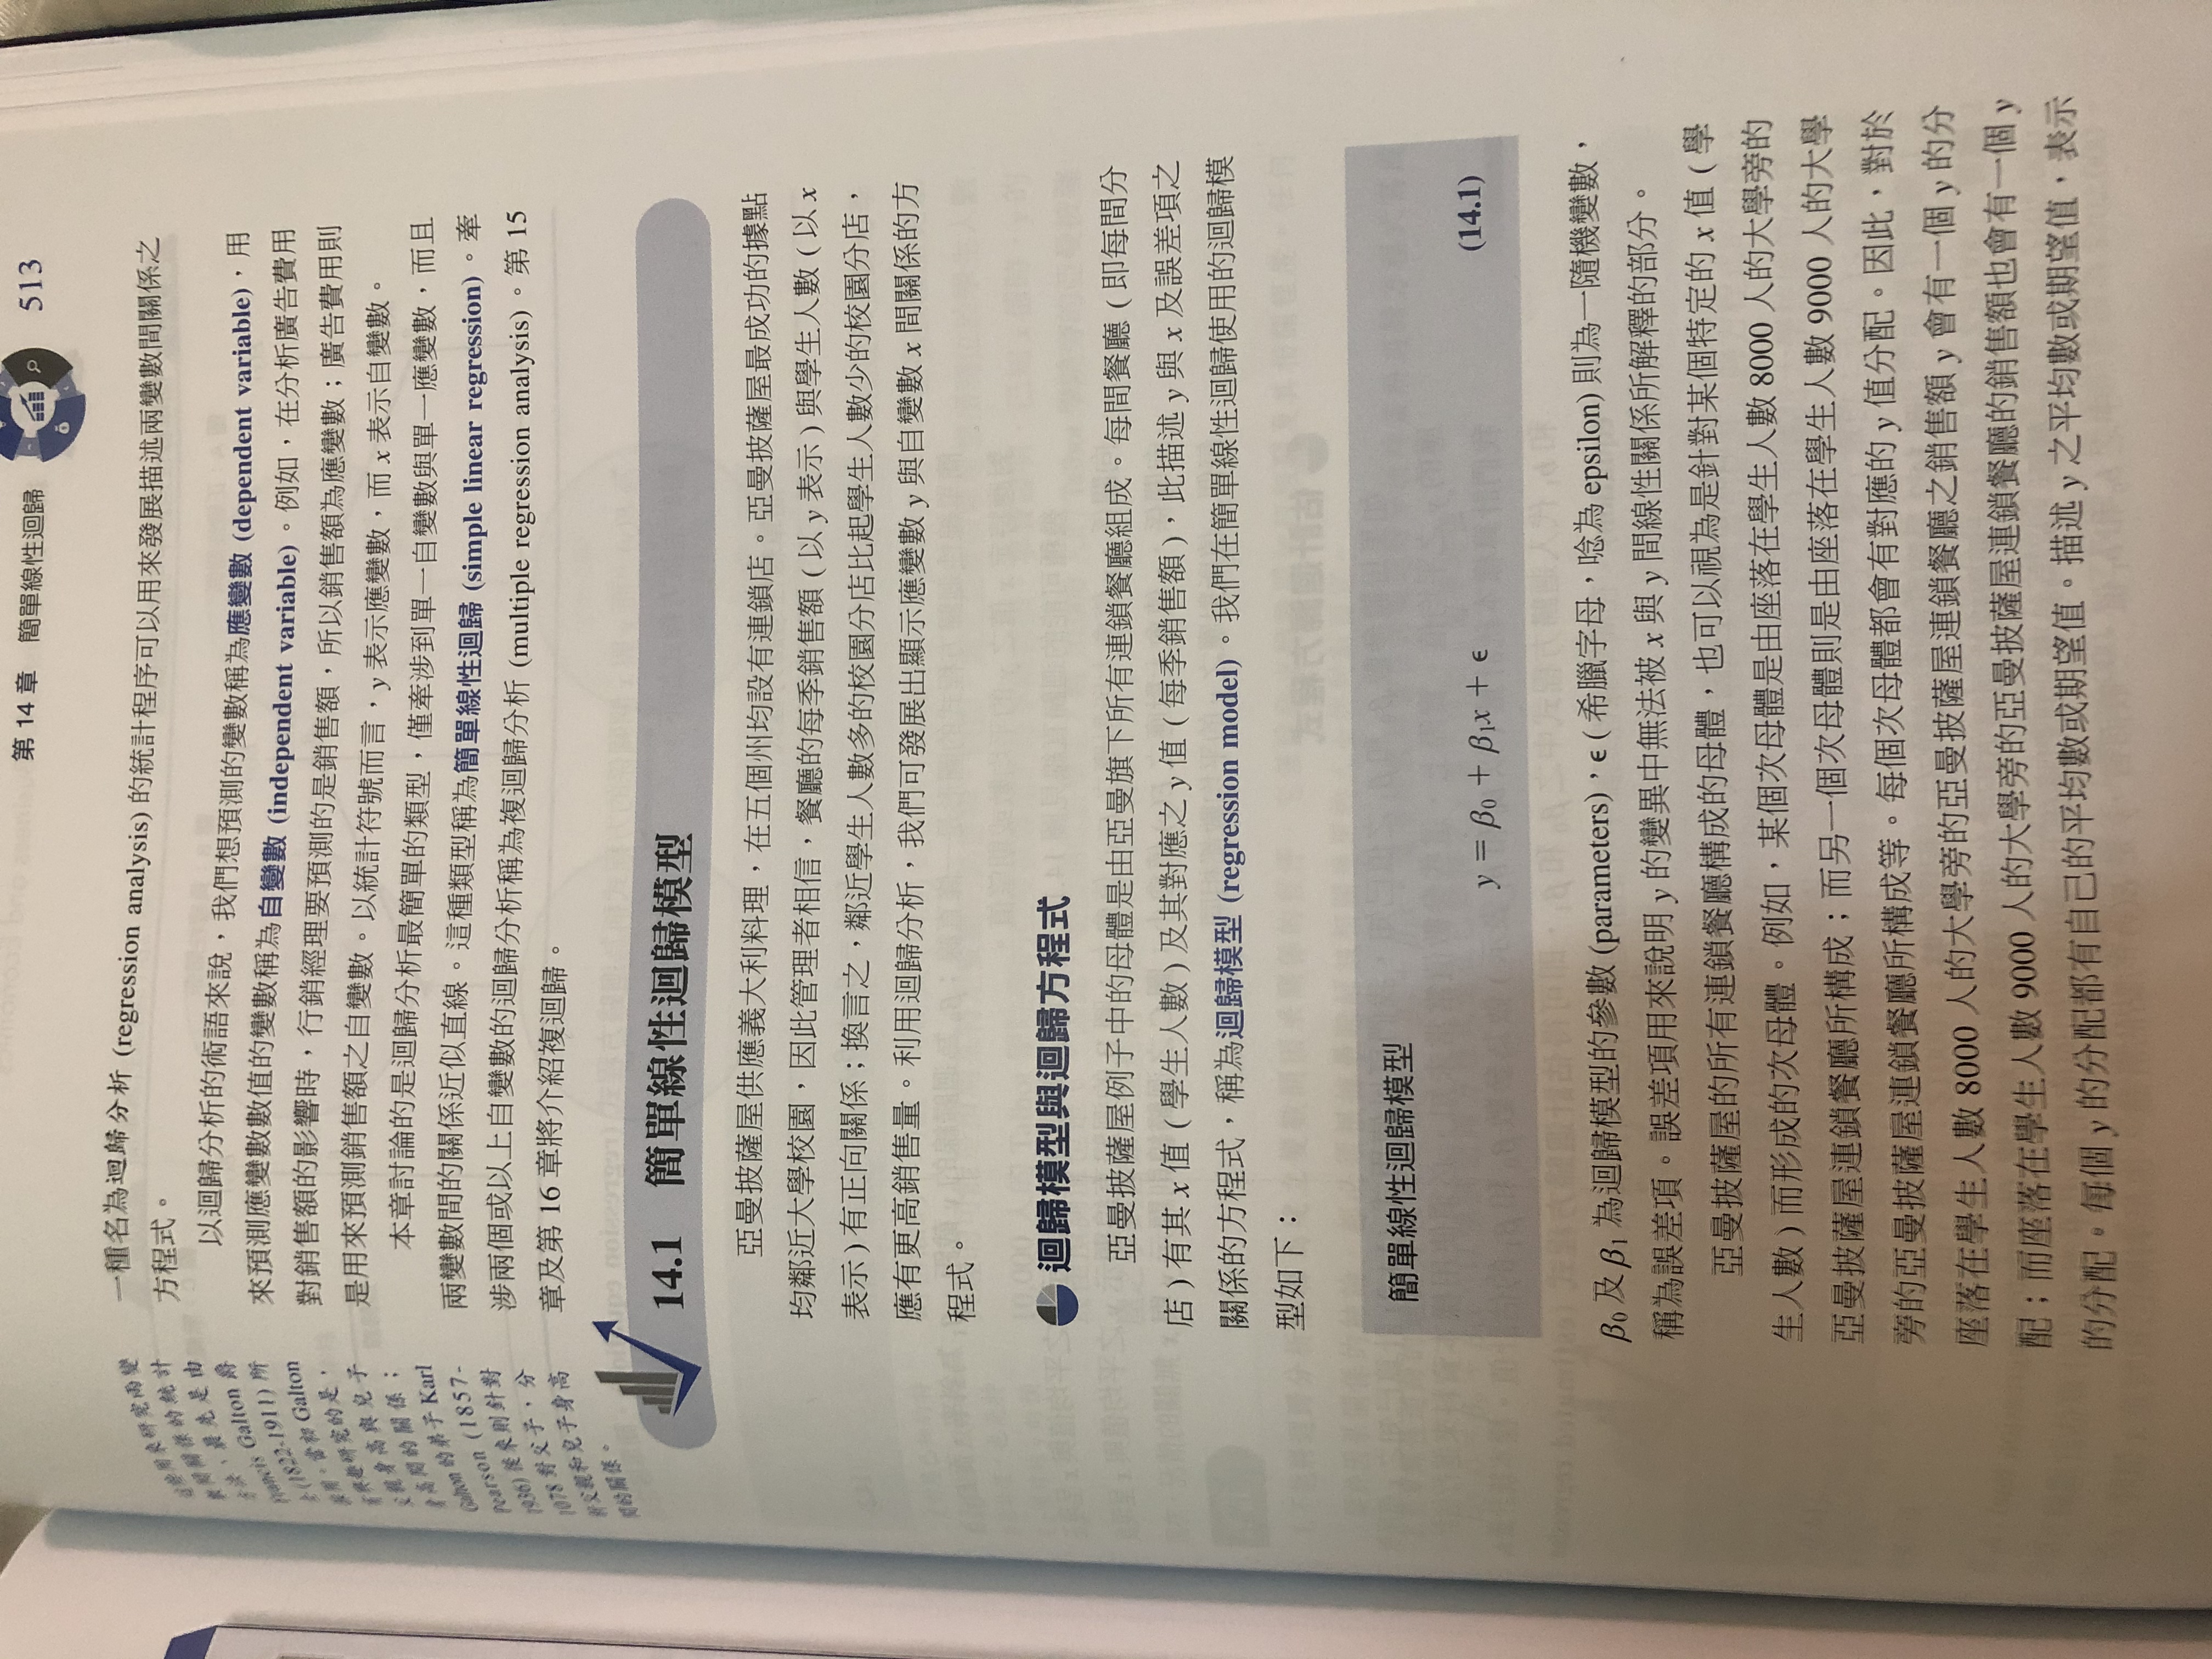 第 14 章 簡單線性迴歸 513
一種名為迴歸分析 (regression analysis) 的統計程序可以用來發展描述兩變數間關係之
方程式。
以迴歸分析的術語來說，我們想預測的變數稱為應變數 (dependent variable)，用
來預測應變數數值的變數稱為自變數 (independent variable)。例如，在分析廣告費用
對銷售額的影響時，行銷經理要預測的是銷售額，所以銷售額為應變數；廣告費用則
是用來預測銷售額之自變數。以統計符號而言，y 表示應變數，而 x 表示自變數。
本章討論的是迴歸分析最簡單的類型，僅牽涉到單一自變數與單一應變數，而且
兩變數間的關係近似直線。這種類型稱為簡單線性迴歸 (simple linear regression)。牽
涉兩個或以上自變數的迴歸分析稱為複迴歸分析 (multiple regression analysis)。第 15
章及第 16 章將介紹複迴歸。
這些用來研究兩變
數間關係的統計
方法，最先是由
Francis Galton 爵
士 (1822-1911) 所
採用。當初 Galton
有興趣研究的是，
父親身高與兒子
身高間的關係；
Galton 的弟子 Karl
Pearson (1857-
1936) 後來則針對
1078 對父子，分
析父親和兒子身高
間的關係。
14.1 簡單線性迴歸模型
亞曼披薩屋供應義大利料理，在五個州均設有連鎖店。亞曼披薩屋最成功的據點
均鄰近大學校園，因此管理者相信，餐廳的每季銷售額 ( 以 y 表示 ) 與學生人數 ( 以 x
表示 ) 有正向關係；換言之，鄰近學生人數多的校園分店比起學生人數少的校園分店，
應有更高銷售量。利用迴歸分析，我們可發展出顯示應變數 y 與自變數 x 間關係的方
程式。
迴歸模型與迴歸方程式
亞曼披薩屋例子中的母體是由亞曼旗下所有連鎖餐廳組成。每間餐廳 ( 即每間分
店 ) 有其 x 值 ( 學生人數 ) 及其對應之 y 值 ( 每季銷售額 )，此描述 y 與 x 及誤差項之
關係的方程式，稱為迴歸模型 (regression model)。我們在簡單線性迴歸使用的迴歸模
型如下：
簡單線性迴歸模型
y = β₀ + β₁x + ϵ (14.1)
β₀ 及 β₁ 為迴歸模型的參數 (parameters)，ϵ ( 希臘字母，唸為 epsilon) 則為一隨機變數，
稱為誤差項。誤差項用來說明 y 的變異中無法被 x 與 y 間線性關係所解釋的部分。
亞曼披薩屋的所有連鎖餐廳構成的母體，也可以視為是針對某個特定的 x 值 ( 學
生人數 ) 而形成的次母體。例如，某個次母體是由座落在學生人數 8000 人的大學旁的
亞曼披薩屋連鎖餐廳所構成；而另一個次母體則是由座落在學生人數 9000 人的大學
旁的亞曼披薩屋連鎖餐廳所構成等。每個次母體都會有對應的 y 值分配。因此，對於
座落在學生人數 8000 人的大學旁的亞曼披薩屋連鎖餐廳之銷售額 y 會有一個 y 的分
配；而座落在學生人數 9000 人的大學旁的亞曼披薩屋連鎖餐廳的銷售額也會有一個 y
的分配。每個 y 的分配都有自己的平均數或期望值。描述 y 之平均數或期望值，表示